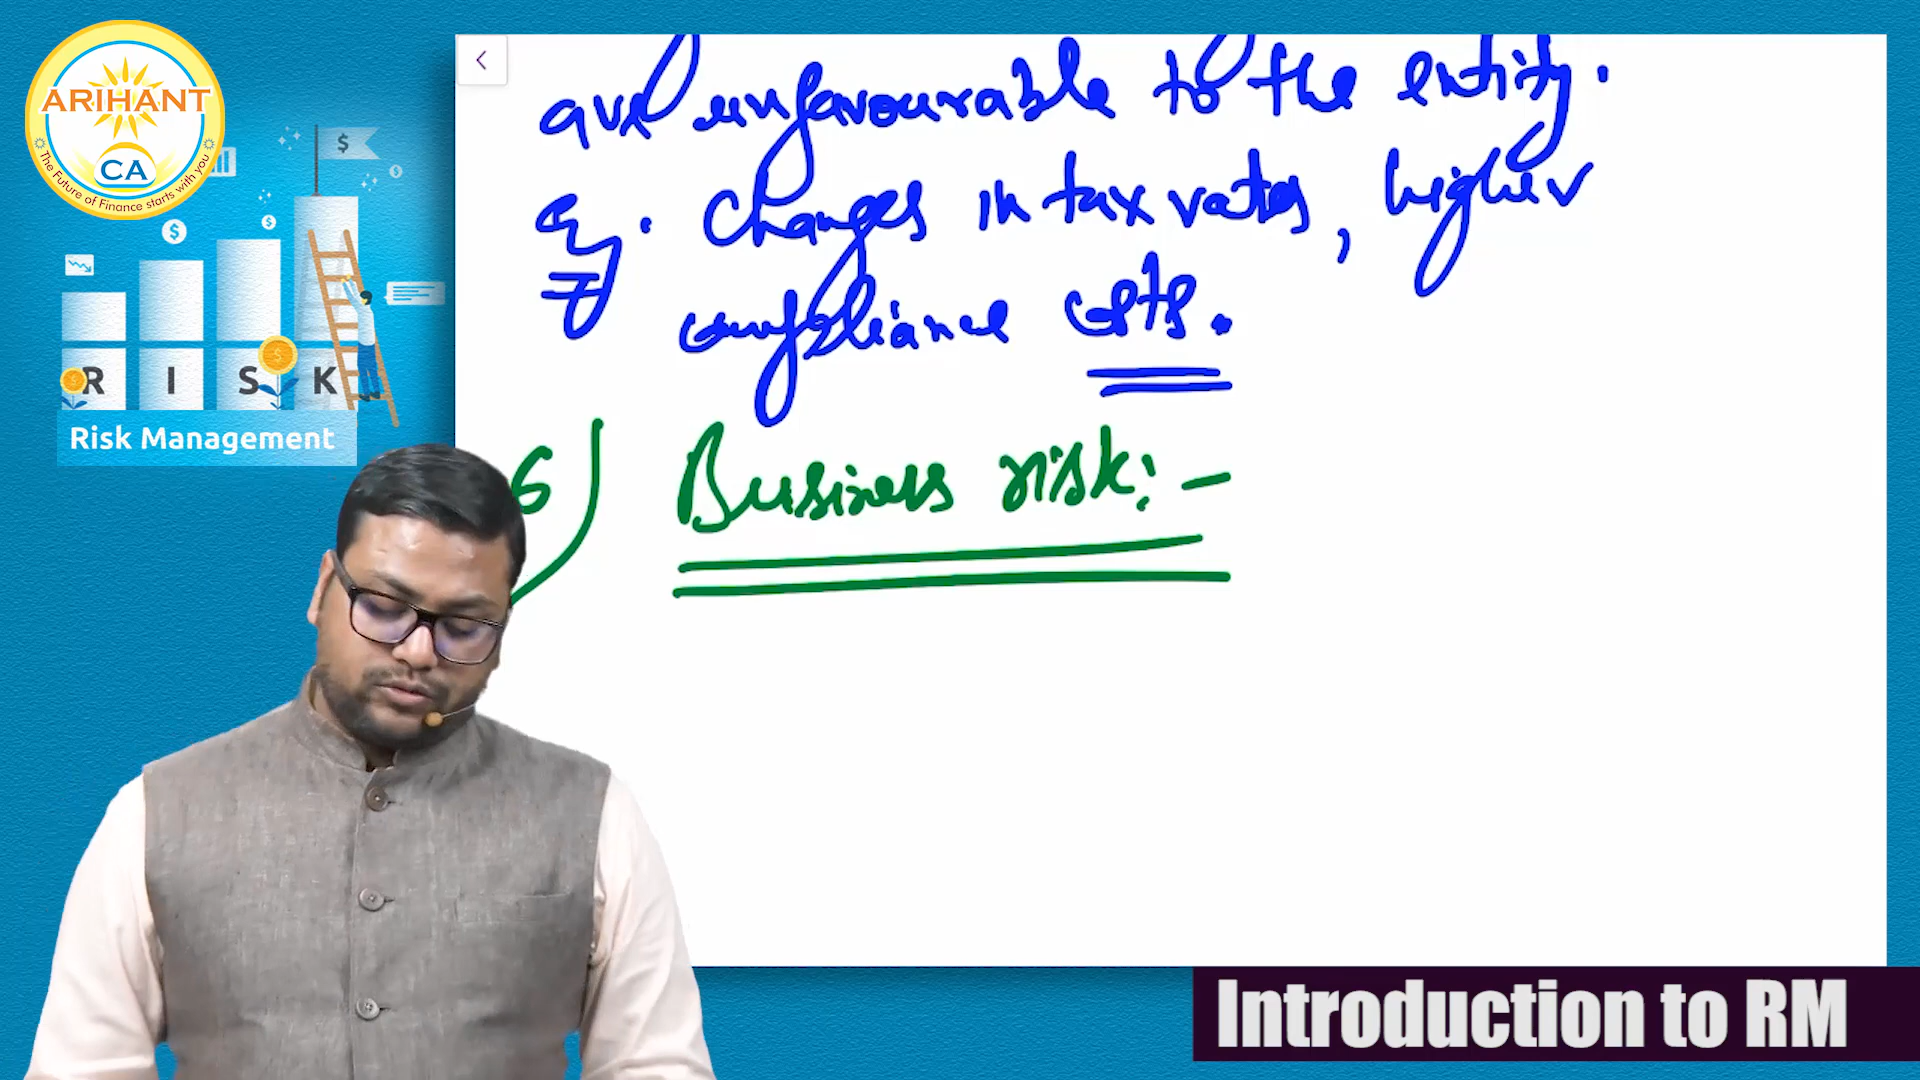 ARIHANT
CA
The Future of Finance starts with you
R I S K
Risk Management
are unfavourable to the entity.
eg. changes in tax rates, higher
compliance costs.
6) Business risk:-
Introduction to RM